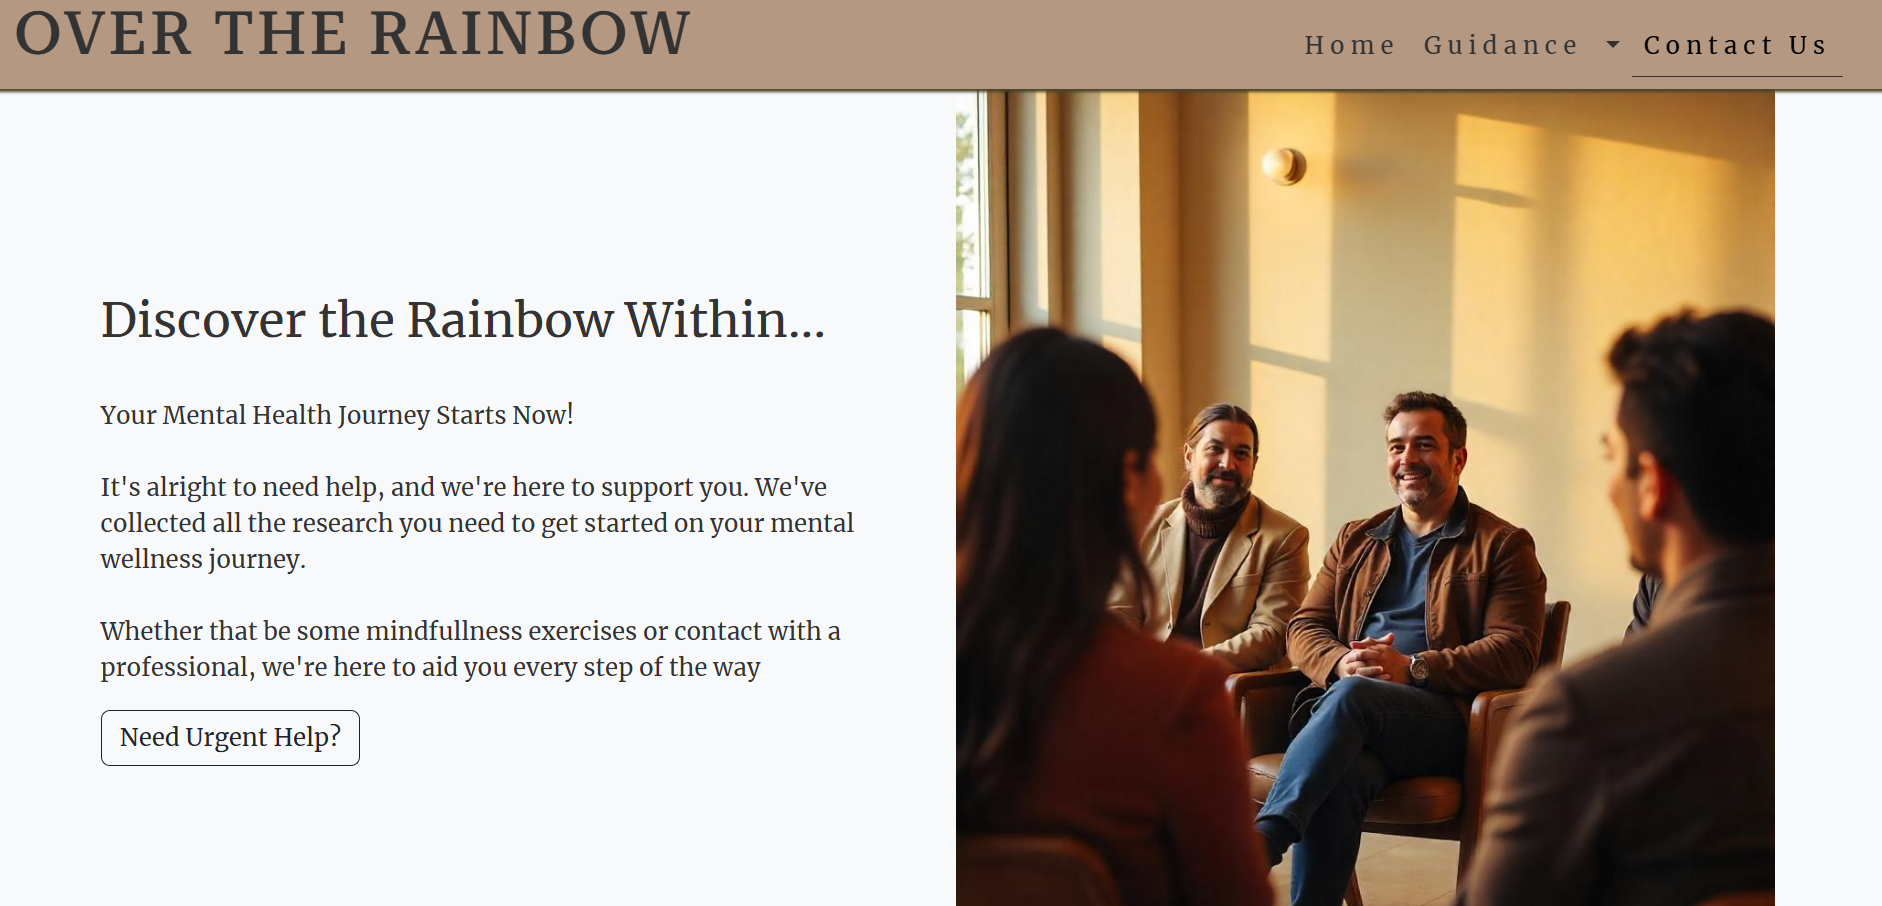 OVER THE RAINBOW
Home Guidance Contact Us
Discover the Rainbow Within...
Your Mental Health Journey Starts Now!
It's alright to need help, and we're here to support you. We've
collected all the research you need to get started on your mental
wellness journey.
Whether that be some mindfullness exercises or contact with a
professional, we're here to aid you every step of the way
Need Urgent Help?